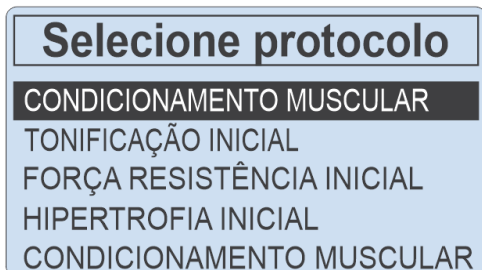 Selecione protocolo
CONDICIONAMENTO MUSCULAR
TONIFICAÇÃO INICIAL
FORÇA RESISTÊNCIA INICIAL
HIPERTROFIA INICIAL
CONDICIONAMENTO MUSCULAR